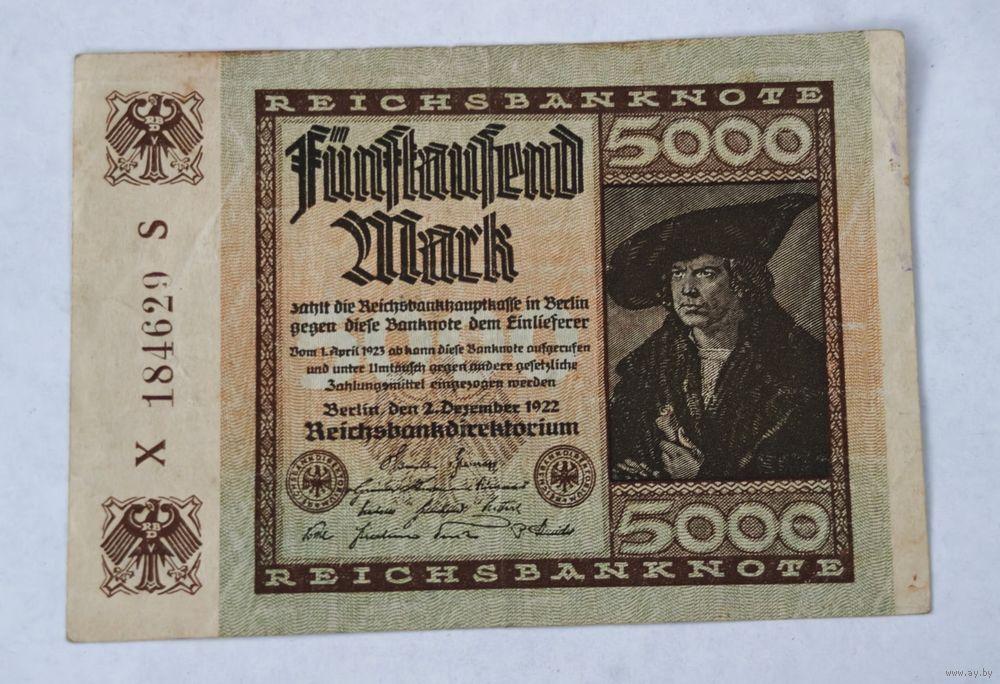 REICHSBANKNOTE
Fünftausend
Mark
zahlt die Reichsbankhauptkasse in Berlin
gegen diese Banknote dem Einlieferer
Vom 1. April 1923 ab kann diese Banknote aufgerufen
und unter Umtausch gegen andere gesetzliche
Zahlungsmittel eingezogen werden
Berlin, den 2. Dezember 1922
Reichsbankdirektorium
5000
5000
REICHSBANKNOTE
X 184629 S
RBD
RBD
www.ay.by